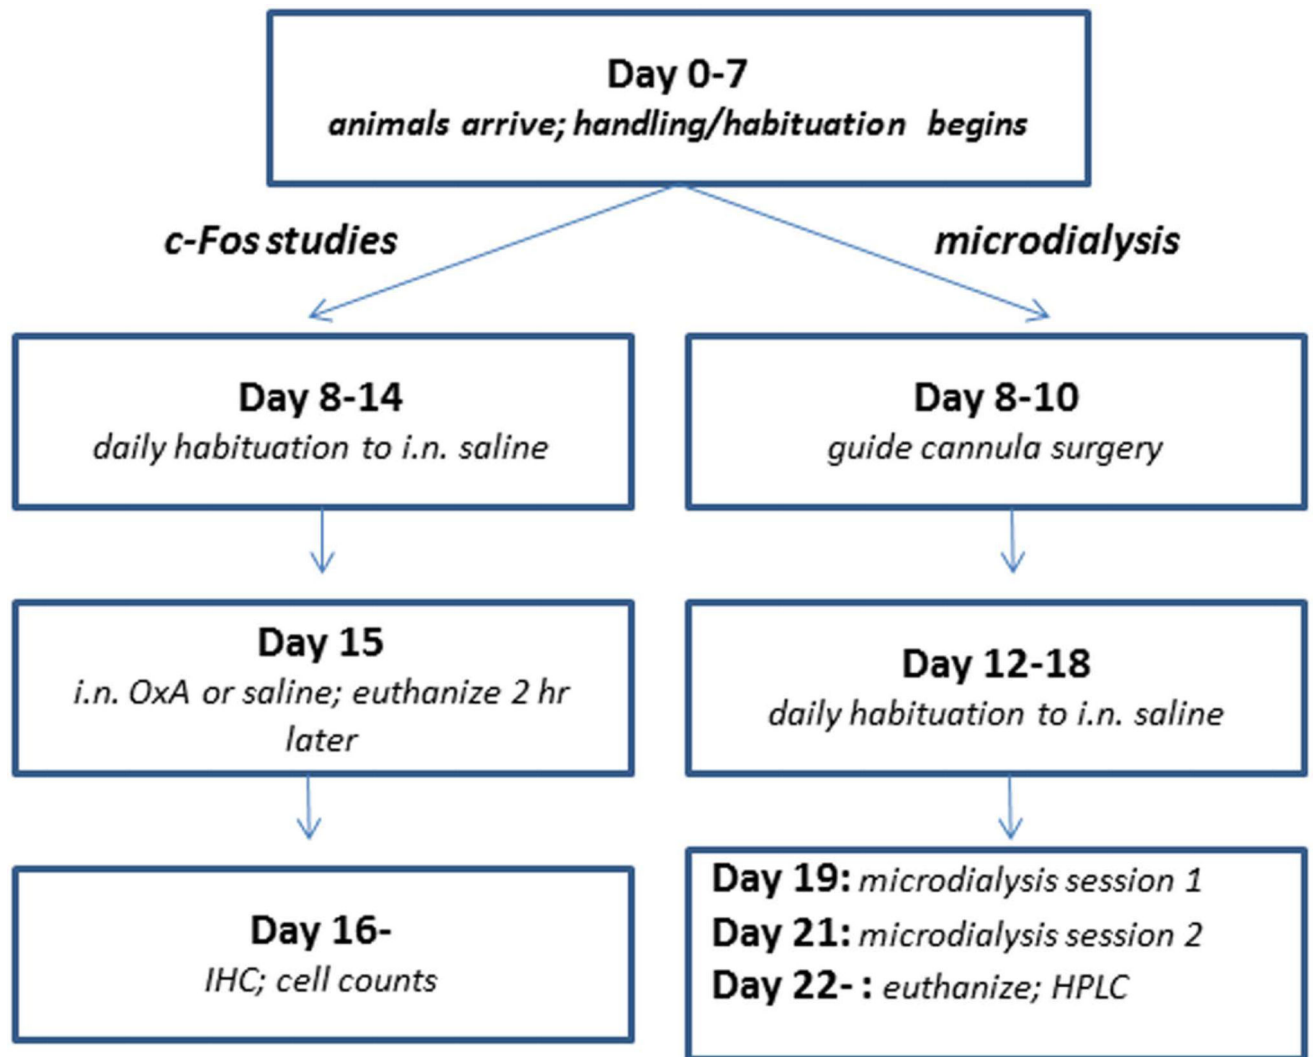 Day 0-7
animals arrive; handling/habituation begins
c-Fos studies
microdialysis
Day 8-14
daily habituation to i.n. saline
Day 8-10
guide cannula surgery
Day 15
i.n. OxA or saline; euthanize 2 hr
later
Day 12-18
daily habituation to i.n. saline
Day 16-
IHC; cell counts
Day 19: microdialysis session 1
Day 21: microdialysis session 2
Day 22- : euthanize; HPLC